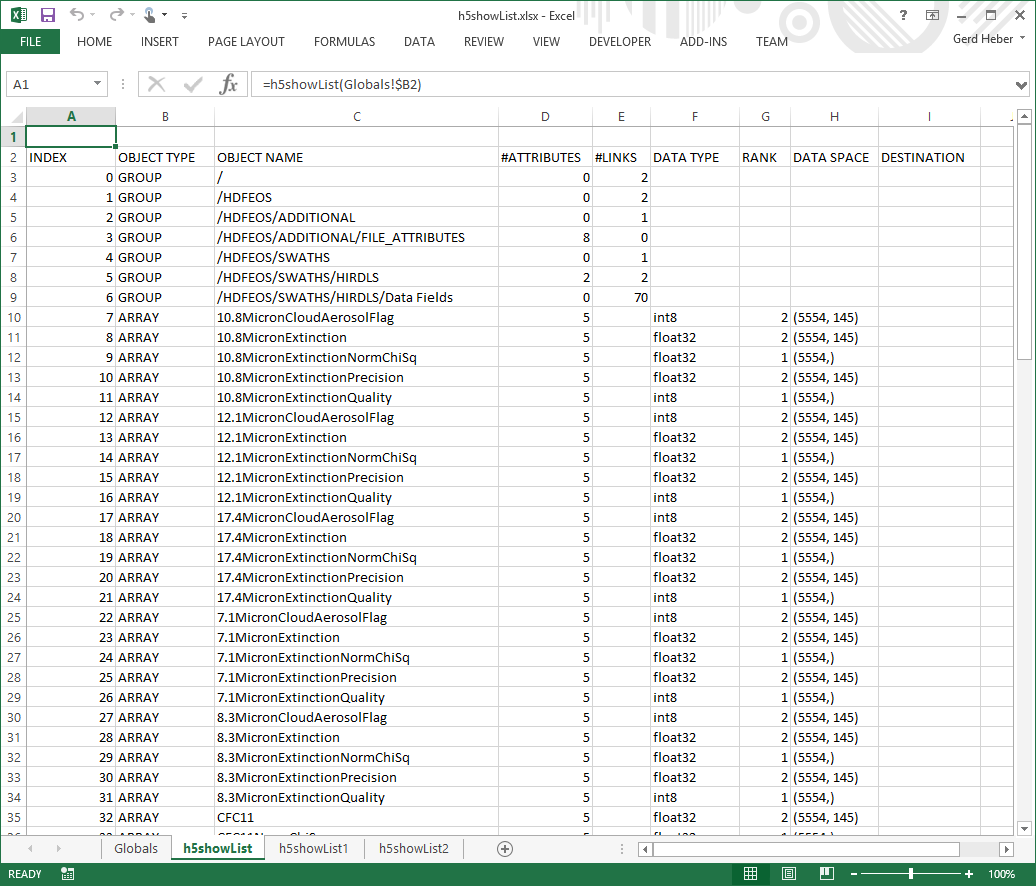 h5showList.xlsx - Excel
FILE HOME INSERT PAGE LAYOUT FORMULAS DATA REVIEW VIEW DEVELOPER ADD-INS TEAM Gerd Heber
A1 fx =h5showList(Globals!$B2)
A B C D E F G H I
1
2 INDEX OBJECT TYPE OBJECT NAME #ATTRIBUTES #LINKS DATA TYPE RANK DATA SPACE DESTINATION
3 0 GROUP / 0 2
4 1 GROUP /HDFEOS 0 2
5 2 GROUP /HDFEOS/ADDITIONAL 0 1
6 3 GROUP /HDFEOS/ADDITIONAL/FILE_ATTRIBUTES 8 0
7 4 GROUP /HDFEOS/SWATHS 0 1
8 5 GROUP /HDFEOS/SWATHS/HIRDLS 2 2
9 6 GROUP /HDFEOS/SWATHS/HIRDLS/Data Fields 0 70
10 7 ARRAY 10.8MicronCloudAerosolFlag 5 int8 2 (5554, 145)
11 8 ARRAY 10.8MicronExtinction 5 float32 2 (5554, 145)
12 9 ARRAY 10.8MicronExtinctionNormChiSq 5 float32 1 (5554,)
13 10 ARRAY 10.8MicronExtinctionPrecision 5 float32 2 (5554, 145)
14 11 ARRAY 10.8MicronExtinctionQuality 5 int8 1 (5554,)
15 12 ARRAY 12.1MicronCloudAerosolFlag 5 int8 2 (5554, 145)
16 13 ARRAY 12.1MicronExtinction 5 float32 2 (5554, 145)
17 14 ARRAY 12.1MicronExtinctionNormChiSq 5 float32 1 (5554,)
18 15 ARRAY 12.1MicronExtinctionPrecision 5 float32 2 (5554, 145)
19 16 ARRAY 12.1MicronExtinctionQuality 5 int8 1 (5554,)
20 17 ARRAY 17.4MicronCloudAerosolFlag 5 int8 2 (5554, 145)
21 18 ARRAY 17.4MicronExtinction 5 float32 2 (5554, 145)
22 19 ARRAY 17.4MicronExtinctionNormChiSq 5 float32 1 (5554,)
23 20 ARRAY 17.4MicronExtinctionPrecision 5 float32 2 (5554, 145)
24 21 ARRAY 17.4MicronExtinctionQuality 5 int8 1 (5554,)
25 22 ARRAY 7.1MicronCloudAerosolFlag 5 int8 2 (5554, 145)
26 23 ARRAY 7.1MicronExtinction 5 float32 2 (5554, 145)
27 24 ARRAY 7.1MicronExtinctionNormChiSq 5 float32 1 (5554,)
28 25 ARRAY 7.1MicronExtinctionPrecision 5 float32 2 (5554, 145)
29 26 ARRAY 7.1MicronExtinctionQuality 5 int8 1 (5554,)
30 27 ARRAY 8.3MicronCloudAerosolFlag 5 int8 2 (5554, 145)
31 28 ARRAY 8.3MicronExtinction 5 float32 2 (5554, 145)
32 29 ARRAY 8.3MicronExtinctionNormChiSq 5 float32 1 (5554,)
33 30 ARRAY 8.3MicronExtinctionPrecision 5 float32 2 (5554, 145)
34 31 ARRAY 8.3MicronExtinctionQuality 5 int8 1 (5554,)
35 32 ARRAY CFC11 5 float32 2 (5554, 145)
Globals h5showList h5showList1 h5showList2
READY 100%